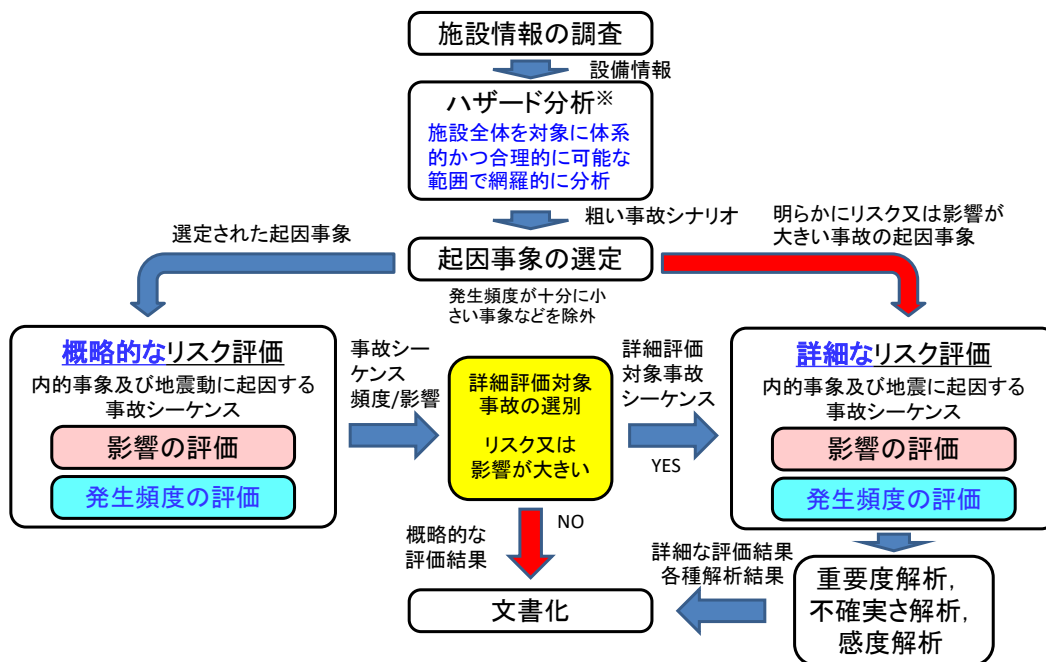 施設情報の調査
設備情報
ハザード分析※
施設全体を対象に体系
的かつ合理的に可能な
範囲で網羅的に分析
粗い事故シナリオ
選定された起因事象
明らかにリスク又は影響が
大きい事故の起因事象
起因事象の選定
発生頻度が十分に小
さい事象などを除外
概略的なリスク評価
内的事象及び地震動に起因する
事故シーケンス
影響の評価
発生頻度の評価
事故シー
ケンス
頻度/影響
詳細評価対象
事故の選別
リスク又は
影響が大きい
詳細評価
対象事故
シーケンス
YES
詳細なリスク評価
内的事象及び地震に起因する
事故シーケンス
影響の評価
発生頻度の評価
NO
概略的な
評価結果
詳細な評価結果
各種解析結果
文書化
重要度解析,
不確実さ解析,
感度解析